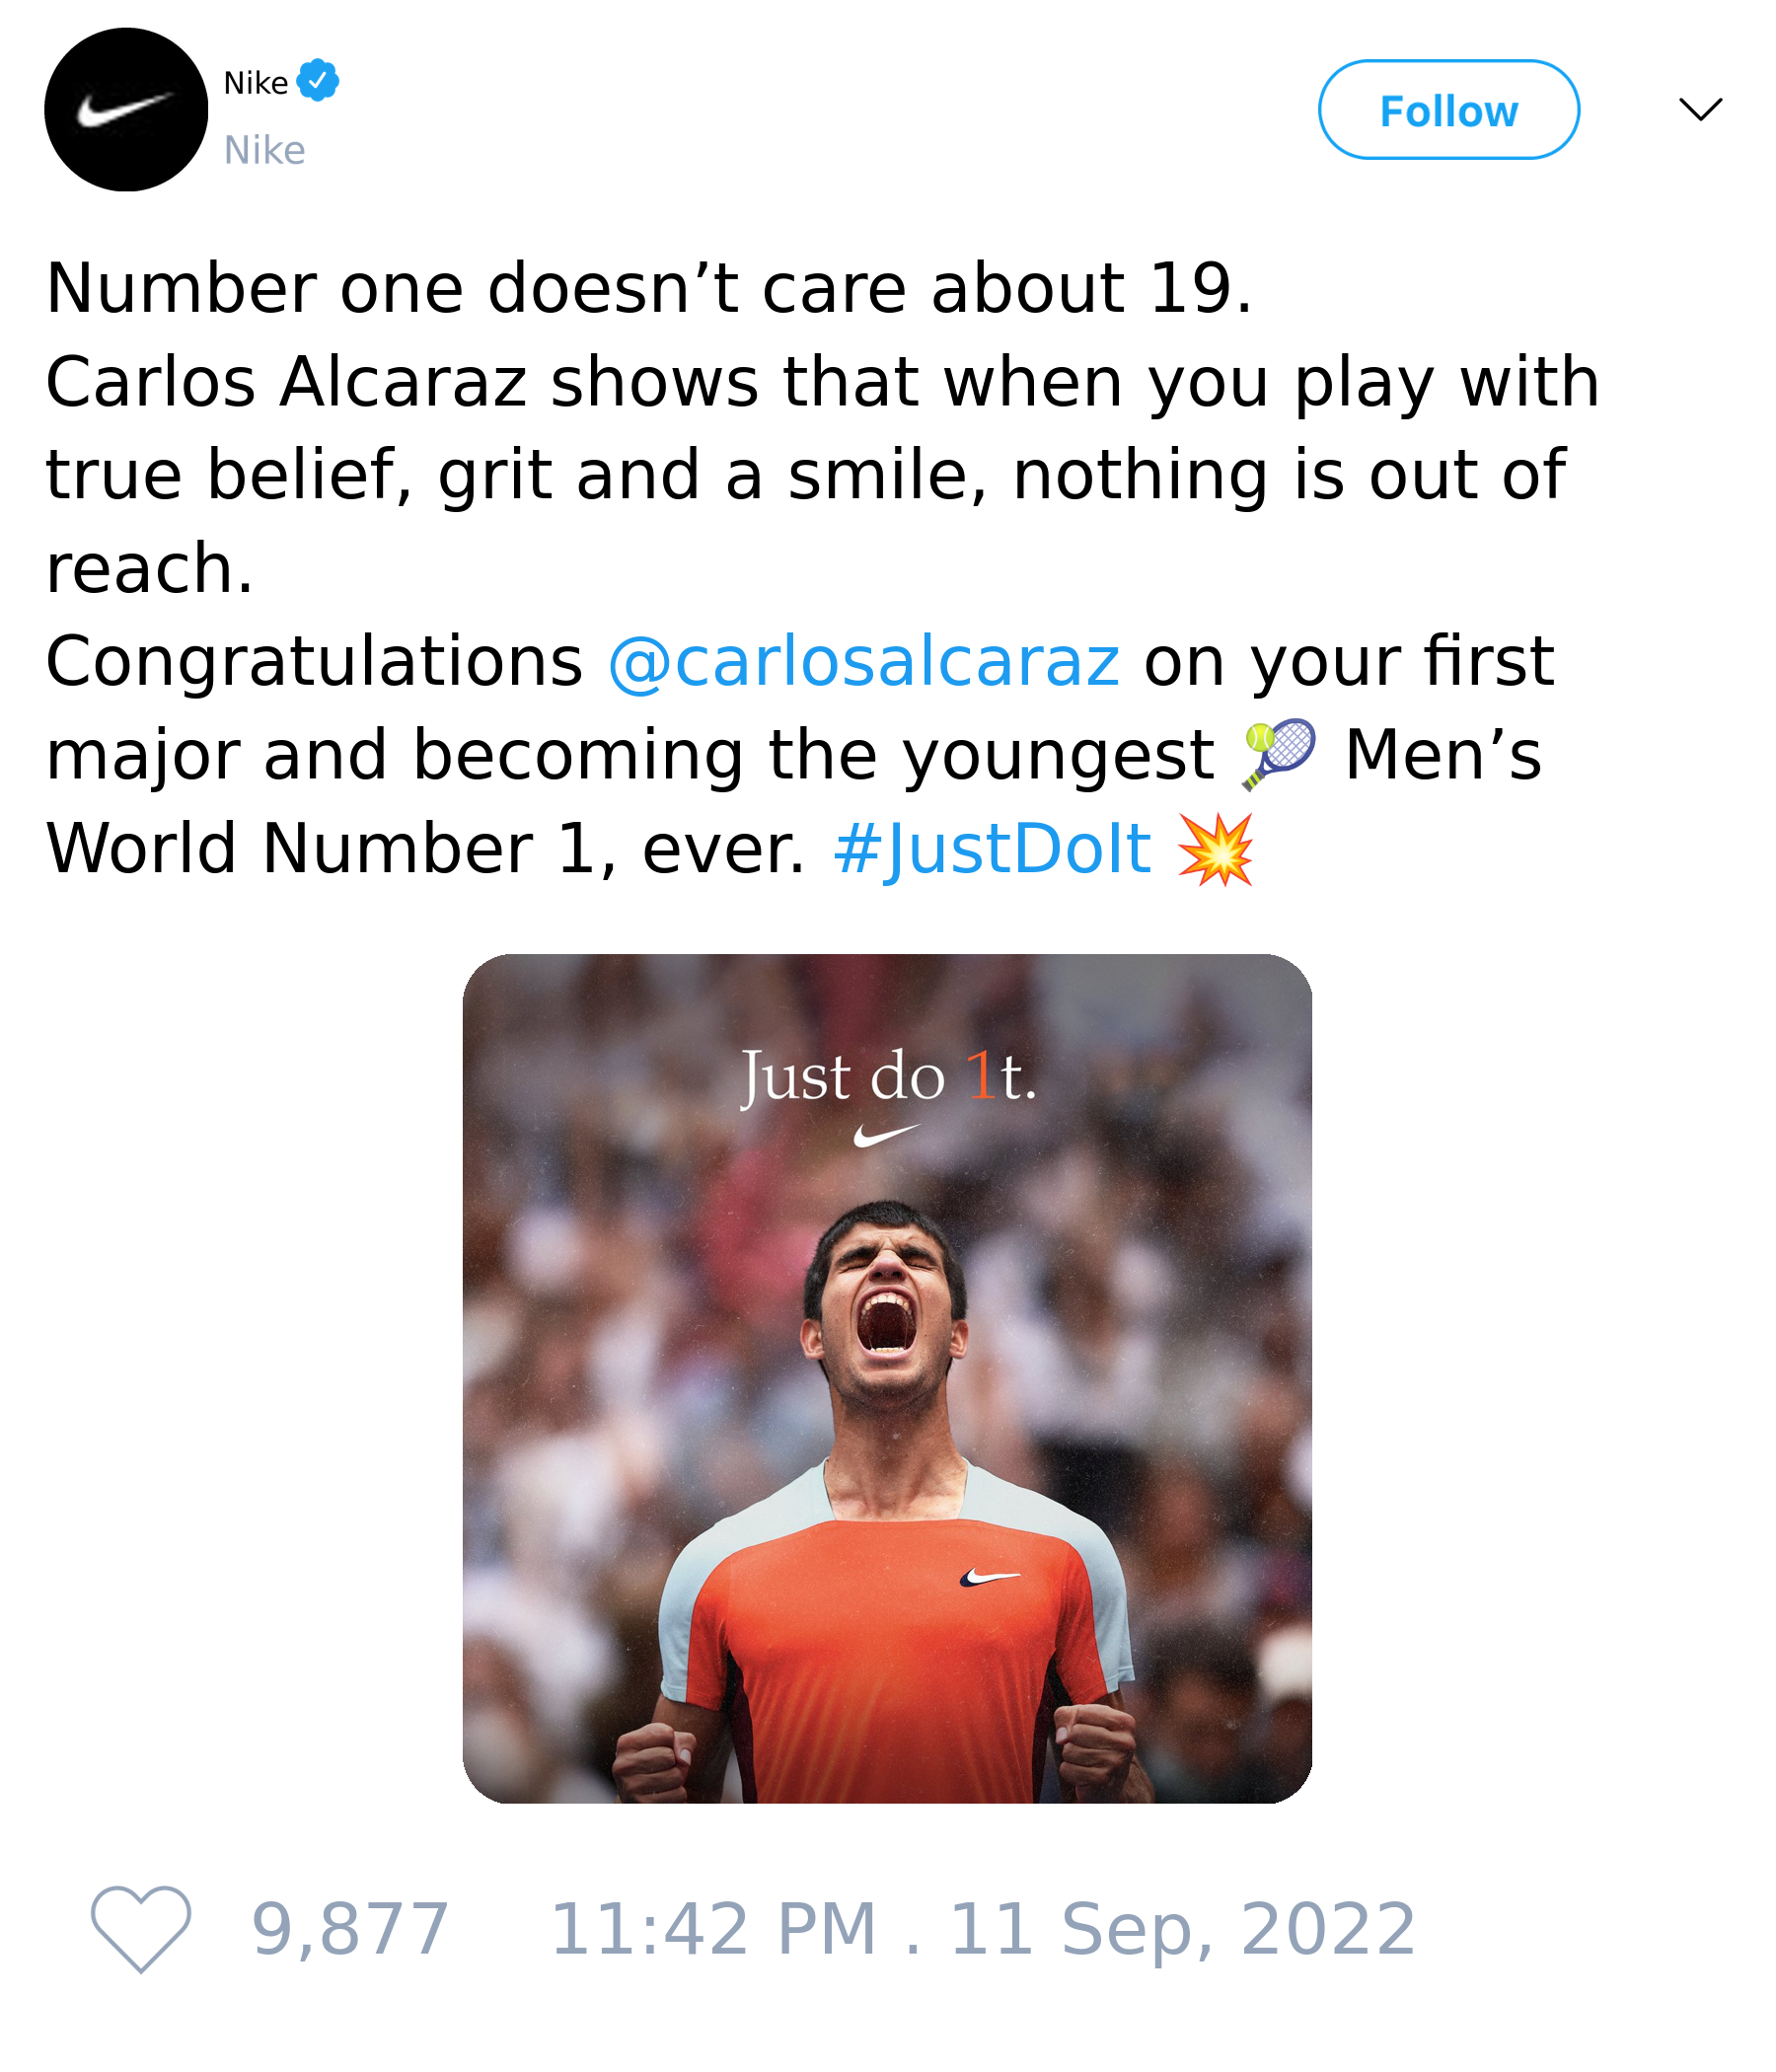 Nike
Nike
Follow
Number one doesn’t care about 19.
Carlos Alcaraz shows that when you play with
true belief, grit and a smile, nothing is out of
reach.
Congratulations @carlosalcaraz on your first
major and becoming the youngest 🎾 Men’s
World Number 1, ever. #JustDoIt 💥
Just do 1t.
9,877 11:42 PM . 11 Sep, 2022